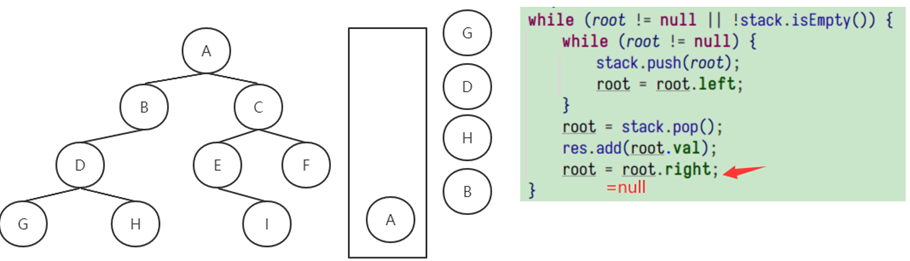 A
B
C
D
E
F
G
H
I
A
G
D
H
B
while (root != null || !stack.isEmpty()) {
while (root != null) {
stack.push(root);
root = root.left;
}
root = stack.pop();
res.add(root.val);
root = root.right;
=null
}